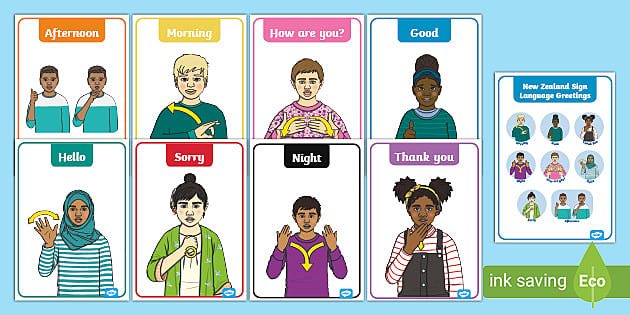 Afternoon
Morning
How are you?
Good
Hello
Sorry
Night
Thank you
New Zealand Sign
Language Greetings
ink saving
Eco